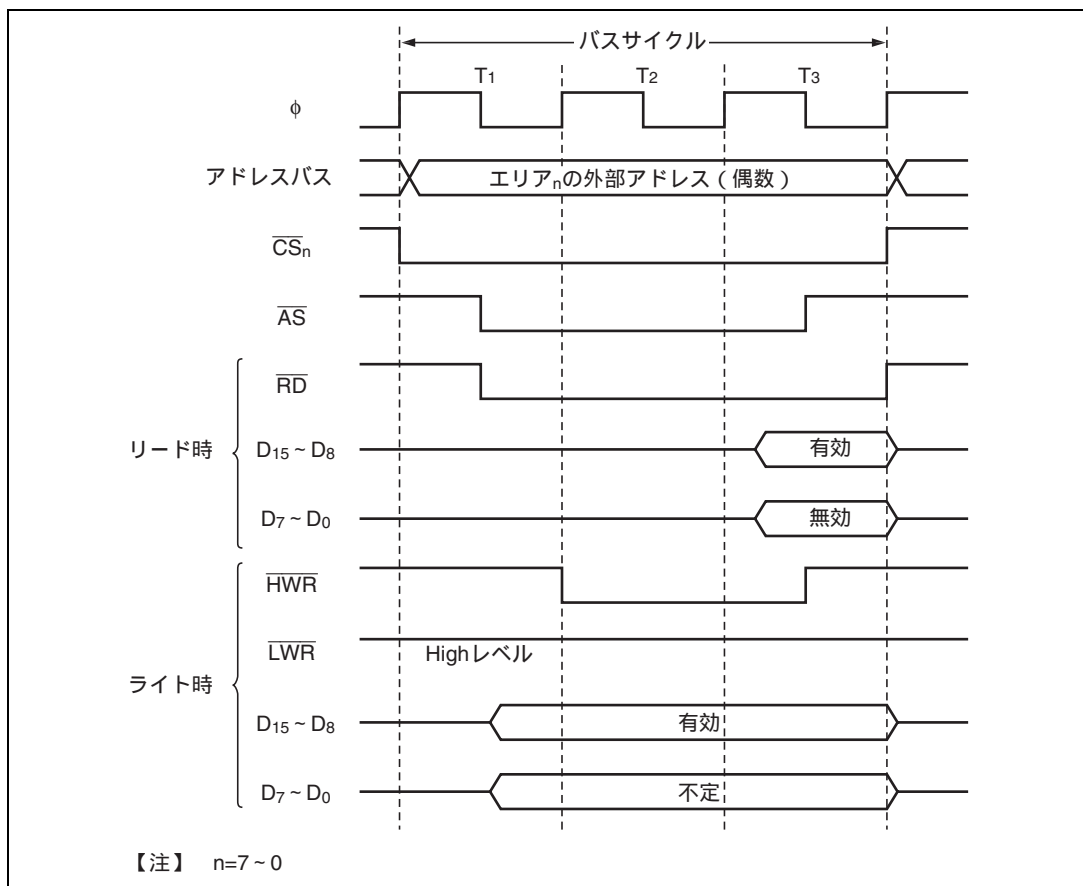 バスサイクル
T1 T2 T3
φ
アドレスバス エリアnの外部アドレス（偶数）
CSn
AS
リード時
RD
D15~D8 有効
D7~D0 無効
ライト時
HWR
LWR Highレベル
D15~D8 有効
D7~D0 不定
【注】 n=7~0